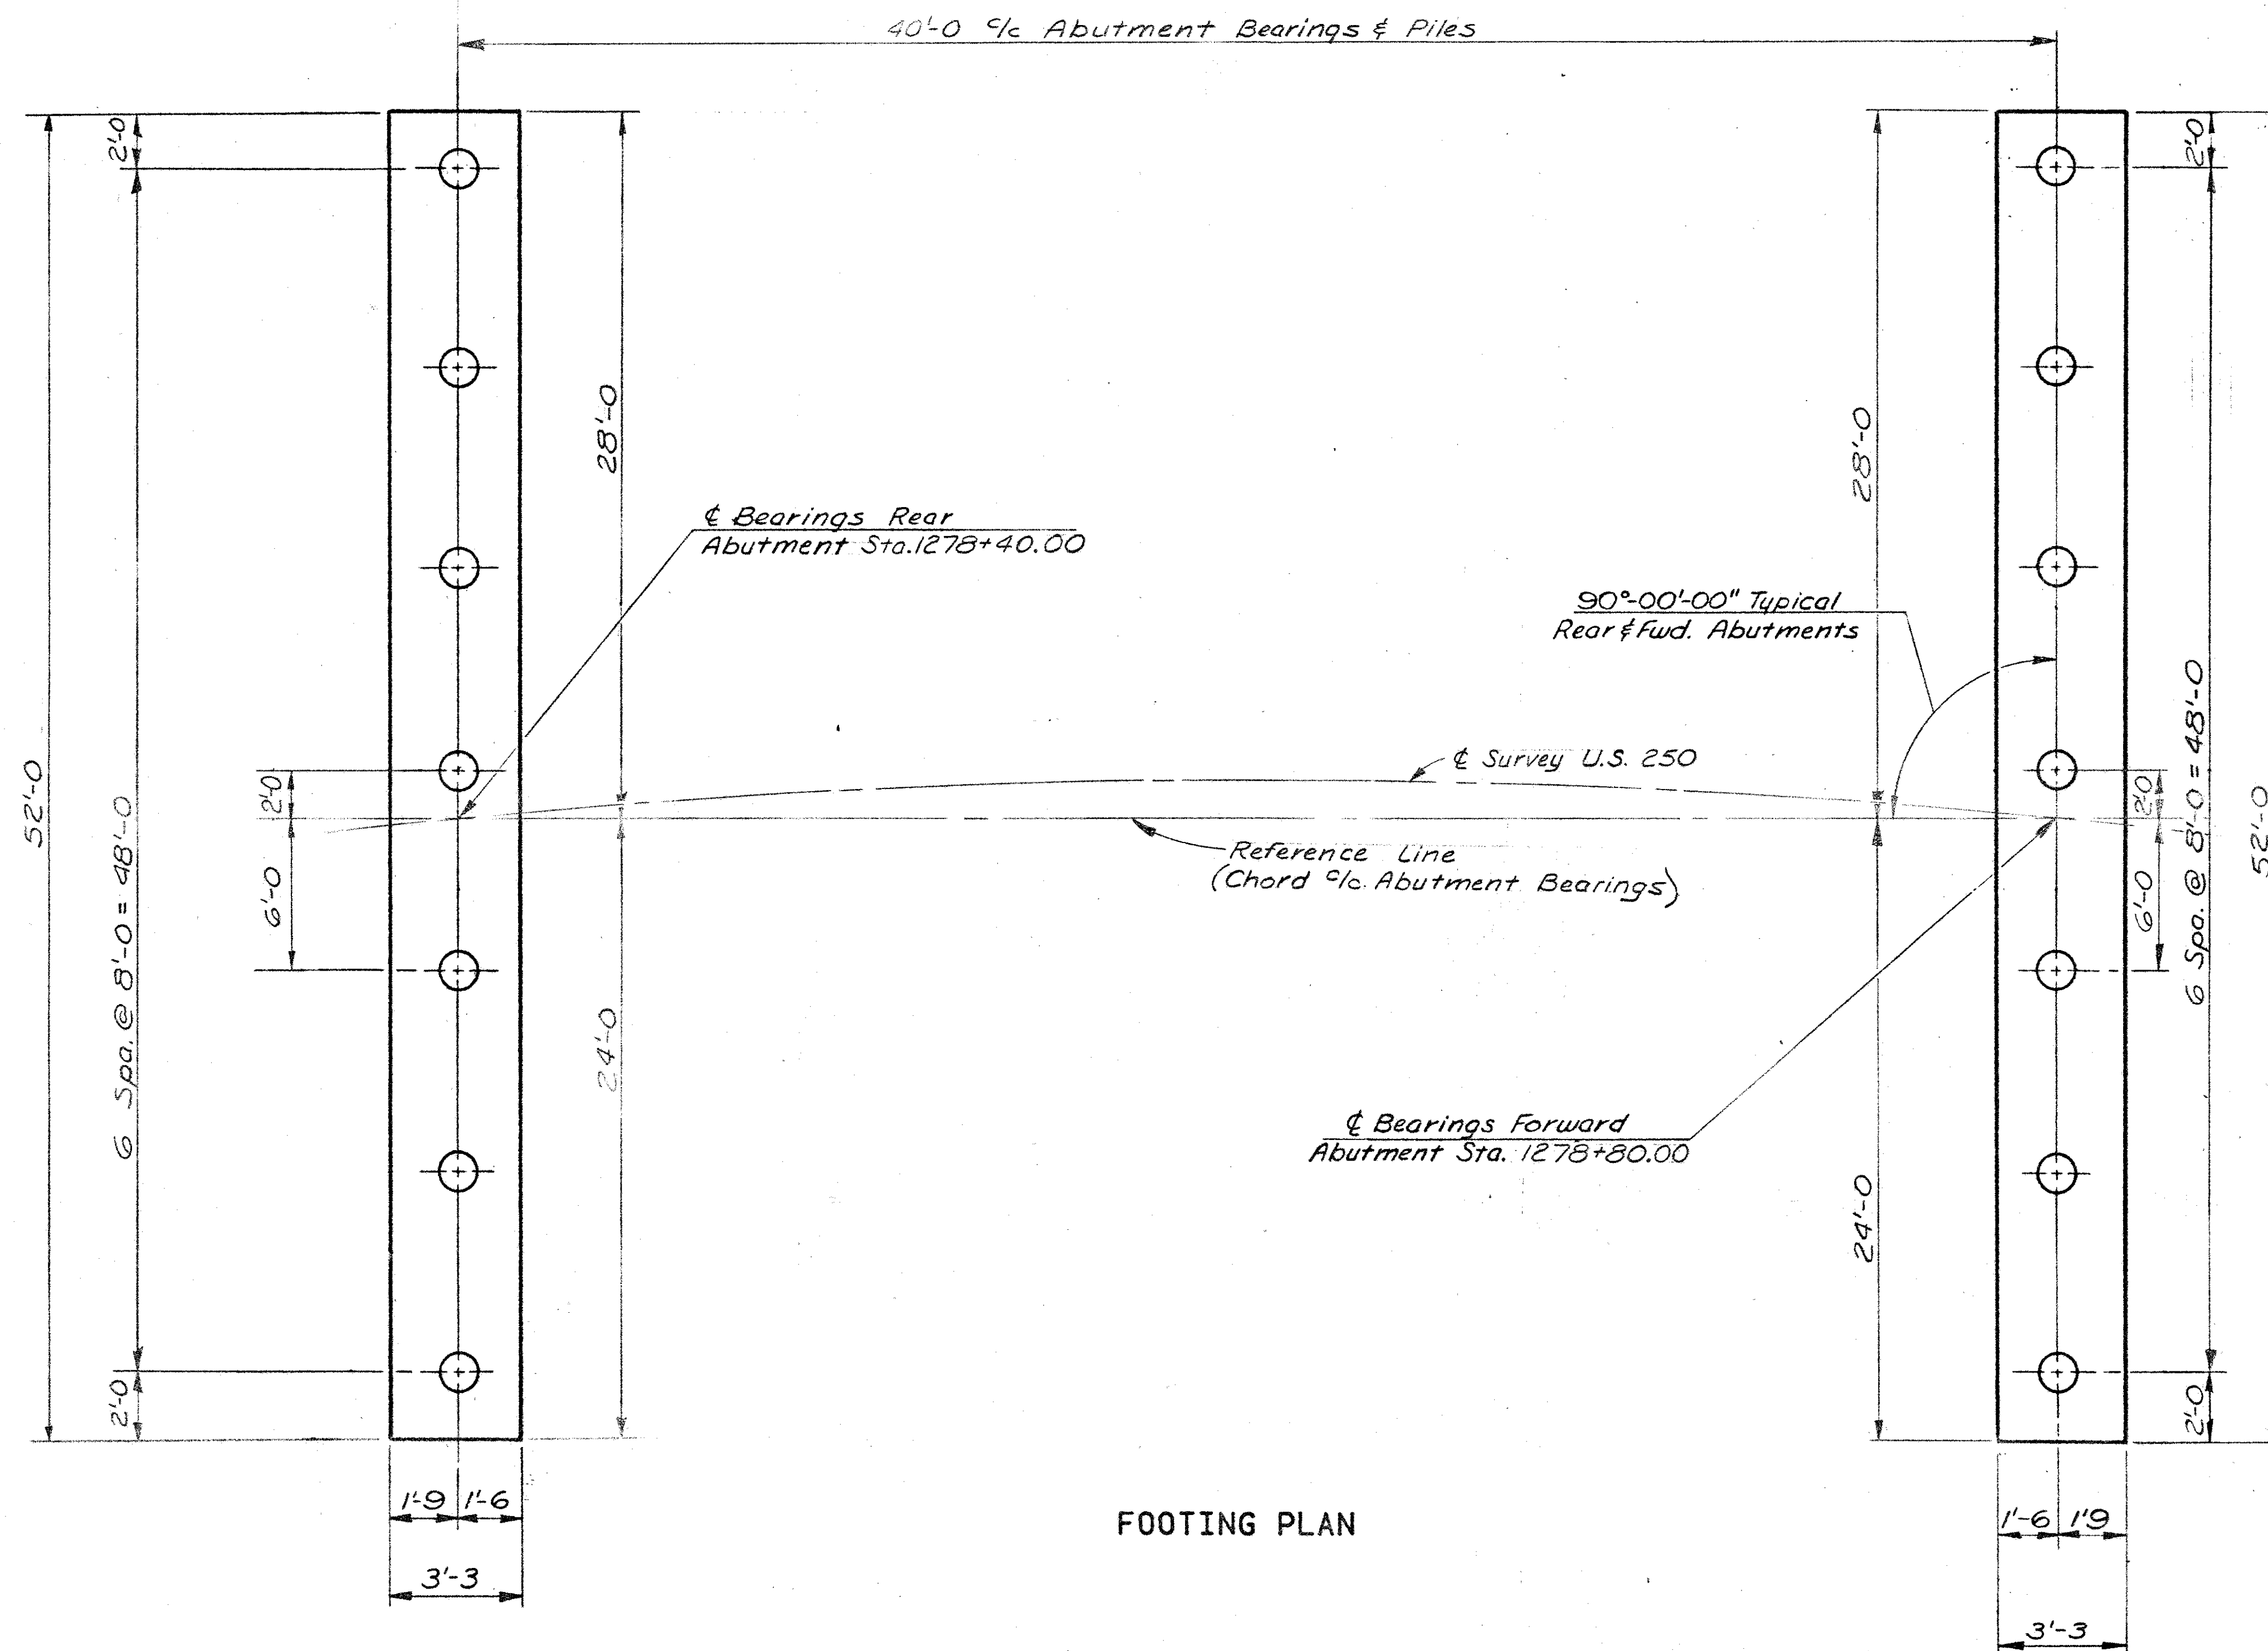 40'-0 c/c Abutment Bearings & Piles
2'-0
2'-0
28'-0
28'-0
℄ Bearings Rear
Abutment Sta.1278+40.00
90°-00'-00" Typical
Rear & Fwd. Abutments
52'-0
6 Spa. @ 8'-0 = 48'-0
2'-0
6'-0
℄ Survey U.S. 250
Reference Line
(Chord c/c. Abutment Bearings)
2'-0
6'-0
6 Spa. @ 8'-0 = 48'-0
52'-0
24'-0
24'-0
℄ Bearings Forward
Abutment Sta. 1278+80.00
2'-0
2'-0
1'-9 1'-6
3'-3
FOOTING PLAN
1'-6 1'9
3'-3